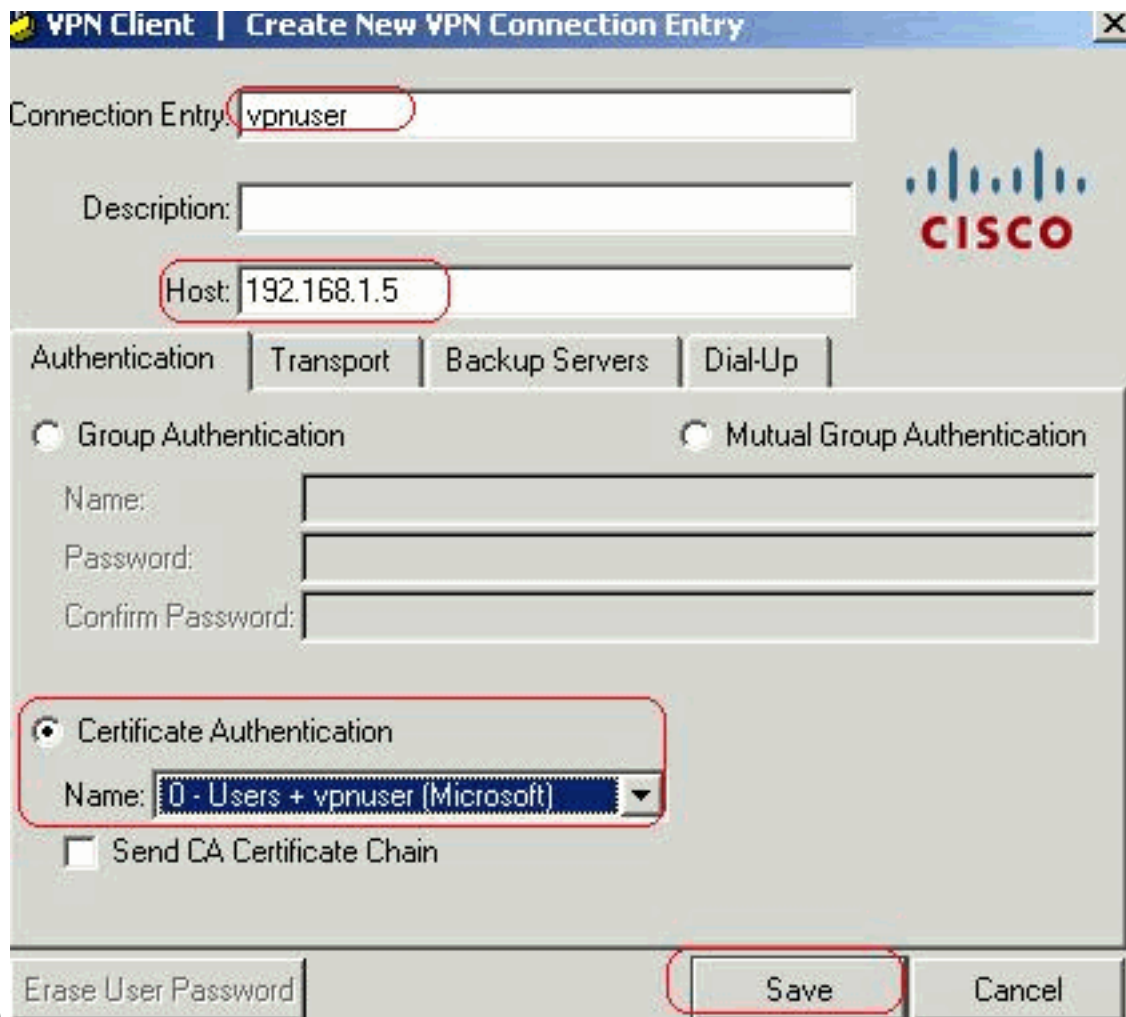 VPN Client | Create New VPN Connection Entry
Connection Entry: vpnuser
Description:
Host: 192.168.1.5
CISCO
Authentication Transport Backup Servers Dial-Up
Group Authentication Mutual Group Authentication
Name:
Password:
Confirm Password:
Certificate Authentication
Name: 0 - Users + vpnuser (Microsoft)
Send CA Certificate Chain
Erase User Password Save Cancel